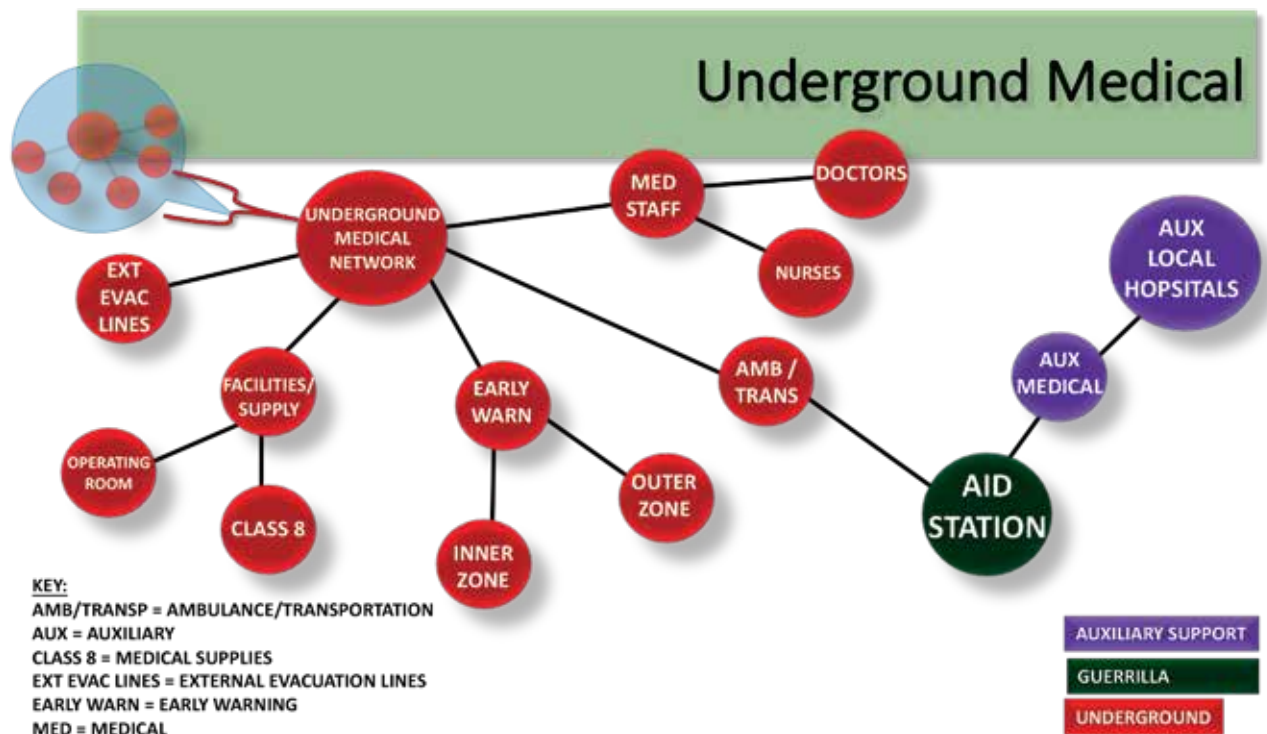 Underground Medical
UNDERGROUND
MEDICAL
NETWORK
MED
STAFF
DOCTORS
NURSES
AUX
LOCAL
HOPSITALS
EXT
EVAC
LINES
FACILITIES/
SUPPLY
EARLY
WARN
AMB /
TRANS
AUX
MEDICAL
OPERATING
ROOM
CLASS 8
INNER
ZONE
OUTER
ZONE
AID
STATION
KEY:
AMB/TRANSP = AMBULANCE/TRANSPORTATION
AUX = AUXILIARY
CLASS 8 = MEDICAL SUPPLIES
EXT EVAC LINES = EXTERNAL EVACUATION LINES
EARLY WARN = EARLY WARNING
MED = MEDICAL
AUXILIARY SUPPORT
GUERRILLA
UNDERGROUND